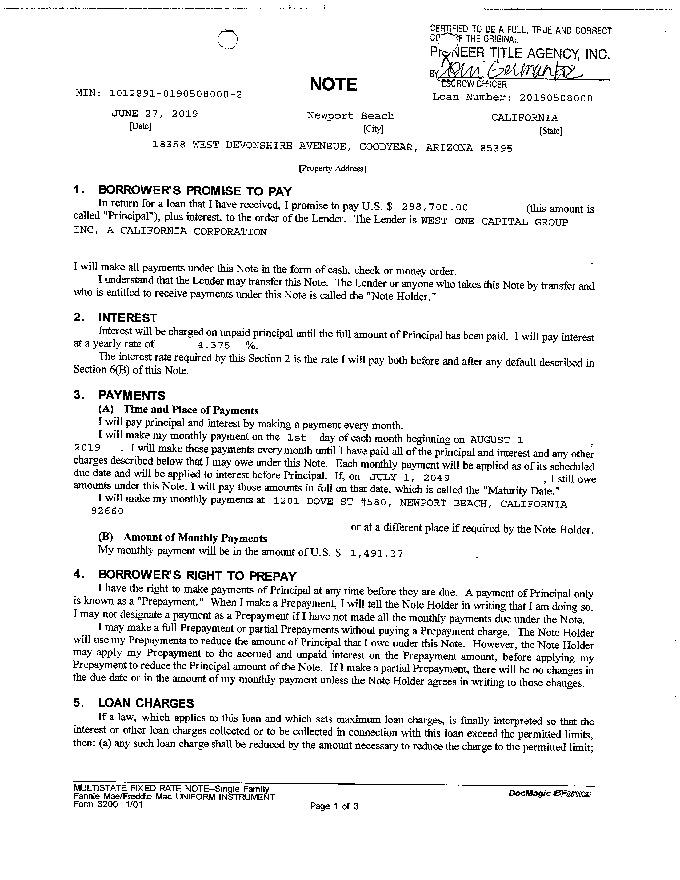 CERTIFIED TO BE A FULL, TRUE AND CORRECT
OF THE ORIGINAL
PIONEER TITLE AGENCY, INC.
BY
ESCROW OFFICER
NOTE
MIN: 1012891-0190508000-2
Loan Number: 20190508000
JUNE 27, 2019 Newport Beach CALIFORNIA
[Date] [City] [State]
18358 WEST DEVONSHIRE AVENEUE, GOODYEAR, ARIZONA 85395
[Property Address]
1. BORROWER'S PROMISE TO PAY
In return for a loan that I have received, I promise to pay U.S. $ 298,700.00 (this amount is
called "Principal"), plus interest, to the order of the Lender. The Lender is WEST ONE CAPITAL GROUP
INC, A CALIFORNIA CORPORATION
I will make all payments under this Note in the form of cash, check or money order.
I understand that the Lender may transfer this Note. The Lender or anyone who takes this Note by transfer and
who is entitled to receive payments under this Note is called the "Note Holder."
2. INTEREST
Interest will be charged on unpaid principal until the full amount of Principal has been paid. I will pay interest
at a yearly rate of 4.375 %.
The interest rate required by this Section 2 is the rate I will pay both before and after any default described in
Section 6(B) of this Note.
3. PAYMENTS
(A) Time and Place of Payments
I will pay principal and interest by making a payment every month.
I will make my monthly payment on the 1st day of each month beginning on AUGUST 1
2019 . I will make these payments every month until I have paid all of the principal and interest and any other
charges described below that I may owe under this Note. Each monthly payment will be applied as of its scheduled
due date and will be applied to interest before Principal. If, on JULY 1, 2049 , I still owe
amounts under this Note, I will pay those amounts in full on that date, which is called the "Maturity Date."
I will make my monthly payments at 1201 DOVE ST #580, NEWPORT BEACH, CALIFORNIA
92660
or at a different place if required by the Note Holder.
(B) Amount of Monthly Payments
My monthly payment will be in the amount of U.S. $ 1,491.37 .
4. BORROWER'S RIGHT TO PREPAY
I have the right to make payments of Principal at any time before they are due. A payment of Principal only
is known as a "Prepayment." When I make a Prepayment, I will tell the Note Holder in writing that I am doing so.
I may not designate a payment as a Prepayment if I have not made all the monthly payments due under the Note.
I may make a full Prepayment or partial Prepayments without paying a Prepayment charge. The Note Holder
will use my Prepayments to reduce the amount of Principal that I owe under this Note. However, the Note Holder
may apply my Prepayment to the accrued and unpaid interest on the Prepayment amount, before applying my
Prepayment to reduce the Principal amount of the Note. If I make a partial Prepayment, there will be no changes in
the due date or in the amount of my monthly payment unless the Note Holder agrees in writing to those changes.
5. LOAN CHARGES
If a law, which applies to this loan and which sets maximum loan charges, is finally interpreted so that the
interest or other loan charges collected or to be collected in connection with this loan exceed the permitted limits,
then: (a) any such loan charge shall be reduced by the amount necessary to reduce the charge to the permitted limit;
MULTISTATE FIXED RATE NOTE--Single Family
Fannie Mae/Freddie Mac UNIFORM INSTRUMENT
Form 3200 1/01
Page 1 of 3
DocMagic